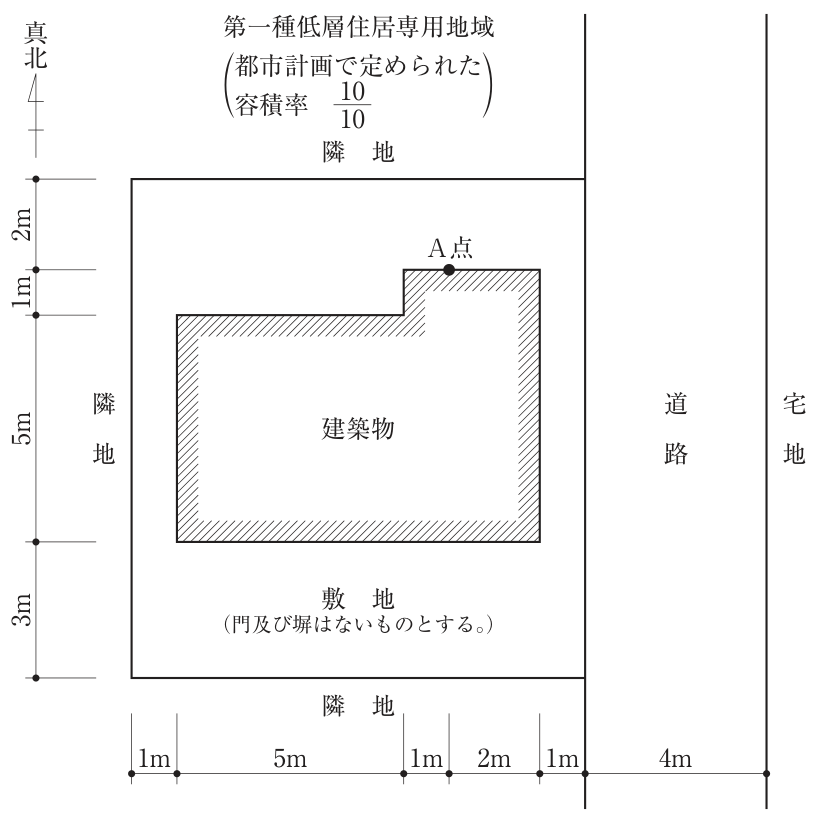 真北
第一種低層住居専用地域
(都市計画で定められた
容積率 10/10)
隣 地
2m
1m
5m
3m
A点
隣地
建築物
道路
宅地
敷 地
(門及び塀はないものとする。)
隣 地
1m 5m 1m 2m 1m 4m